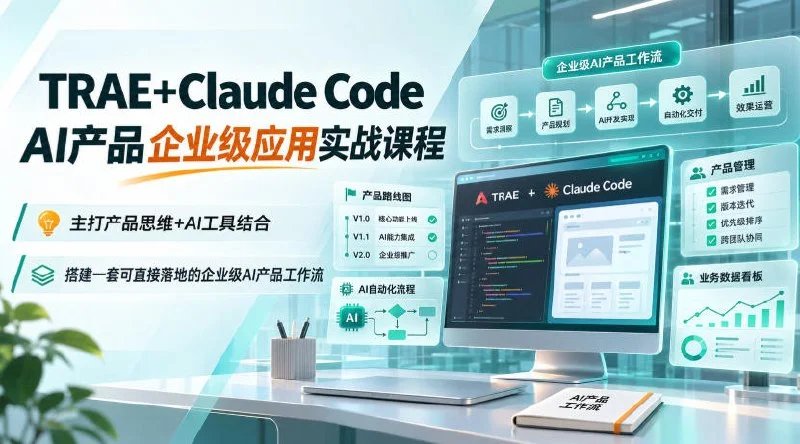 TRAE+Claude Code
AI产品企业级应用实战课程
主打产品思维+AI工具结合
搭建一套可直接落地的企业级AI产品工作流
企业级AI产品工作流
需求洞察
产品规划
AI开发实现
自动化交付
效果运营
产品路线图
V1.0 核心功能上线
V1.1 AI能力集成
V2.0 企业级推广
AI自动化流程
AI
TRAE + Claude Code
产品管理
需求管理
版本迭代
优先级排序
跨团队协同
业务数据看板
AI产品
工作流